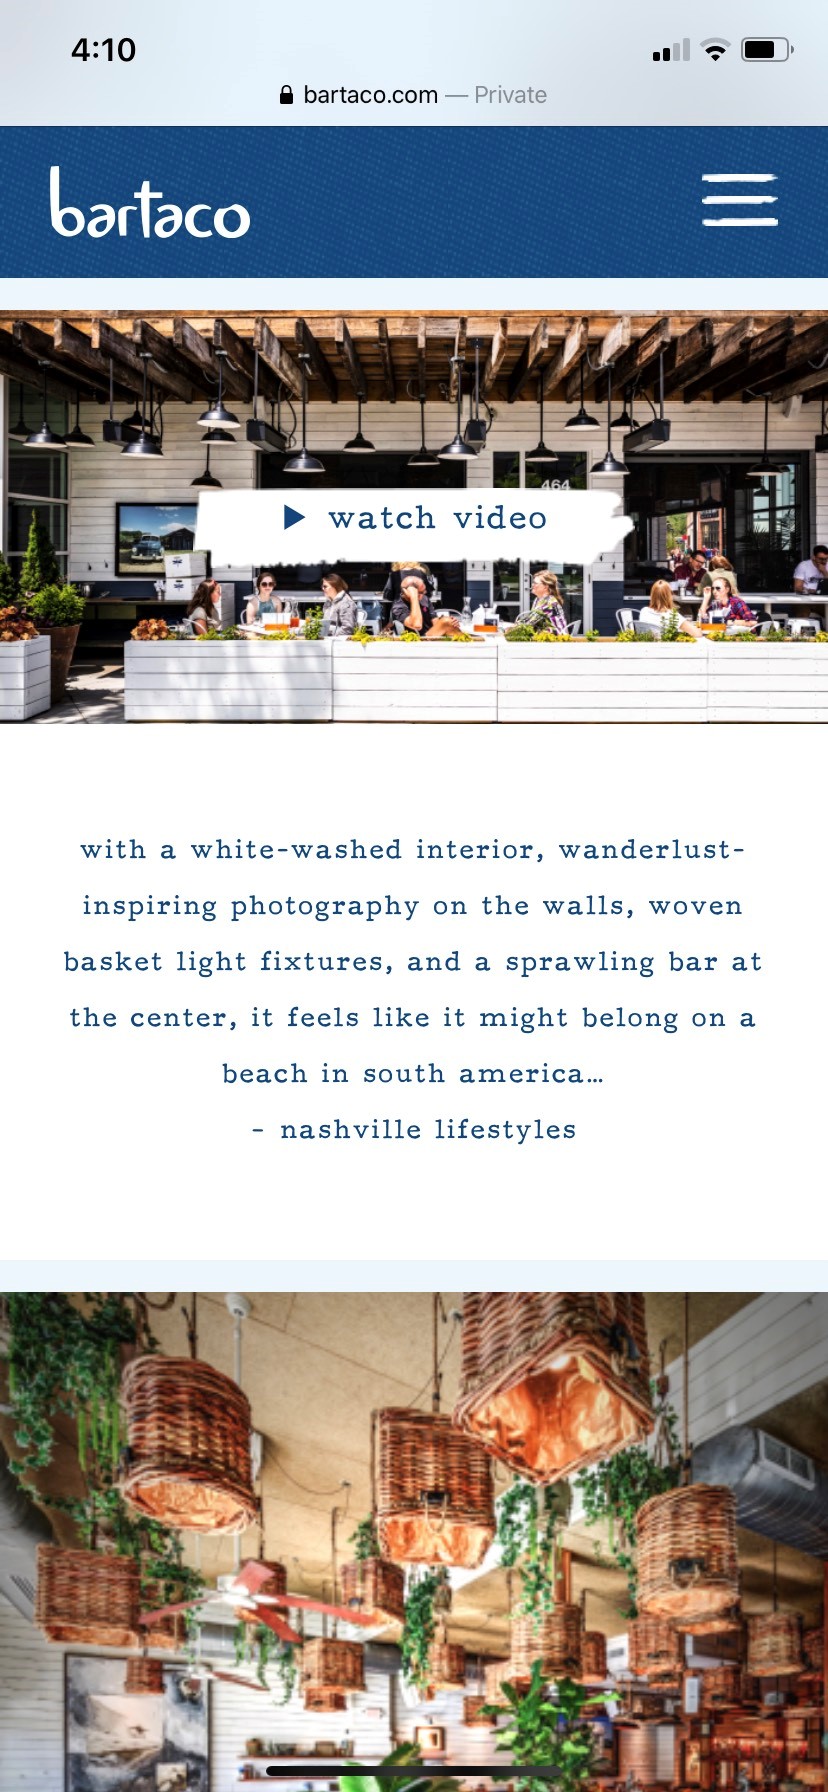 4:10
bartaco.com — Private
bartaco
464
▶ watch video
with a white-washed interior, wanderlust-
inspiring photography on the walls, woven
basket light fixtures, and a sprawling bar at
the center, it feels like it might belong on a
beach in south america…
- nashville lifestyles